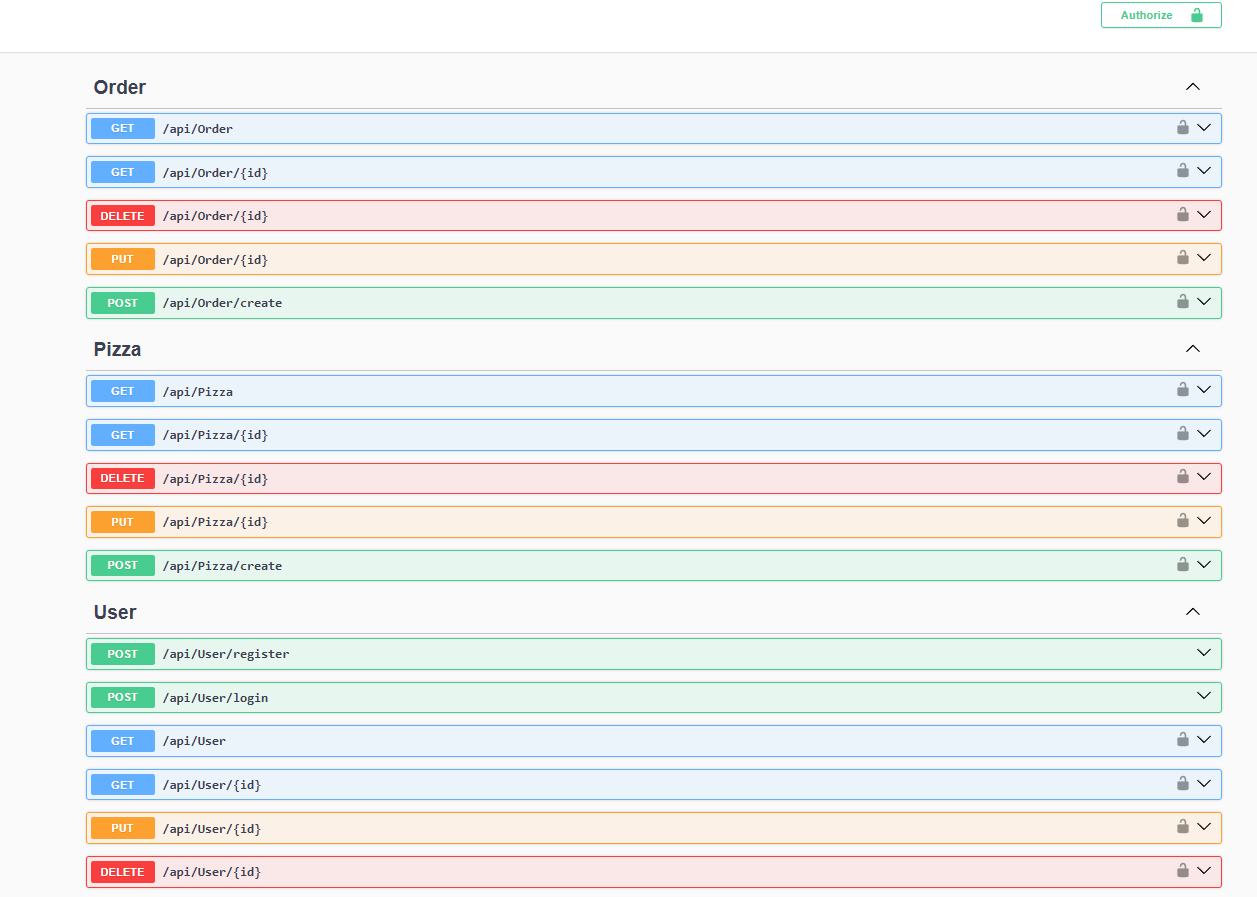 Authorize
Order
GET /api/Order
GET /api/Order/{id}
DELETE /api/Order/{id}
PUT /api/Order/{id}
POST /api/Order/create
Pizza
GET /api/Pizza
GET /api/Pizza/{id}
DELETE /api/Pizza/{id}
PUT /api/Pizza/{id}
POST /api/Pizza/create
User
POST /api/User/register
POST /api/User/login
GET /api/User
GET /api/User/{id}
PUT /api/User/{id}
DELETE /api/User/{id}